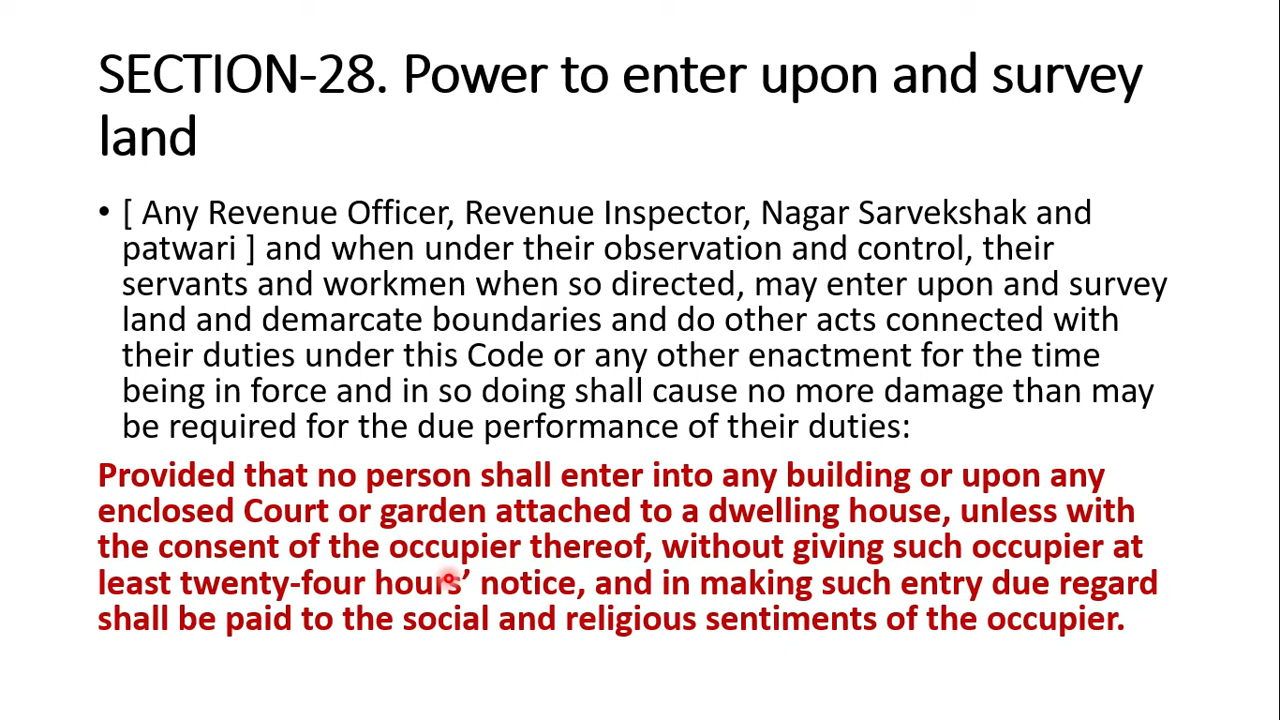 SECTION-28. Power to enter upon and survey
land
• [ Any Revenue Officer, Revenue Inspector, Nagar Sarvekshak and
patwari ] and when under their observation and control, their
servants and workmen when so directed, may enter upon and survey
land and demarcate boundaries and do other acts connected with
their duties under this Code or any other enactment for the time
being in force and in so doing shall cause no more damage than may
be required for the due performance of their duties:
Provided that no person shall enter into any building or upon any
enclosed Court or garden attached to a dwelling house, unless with
the consent of the occupier thereof, without giving such occupier at
least twenty-four hours’ notice, and in making such entry due regard
shall be paid to the social and religious sentiments of the occupier.